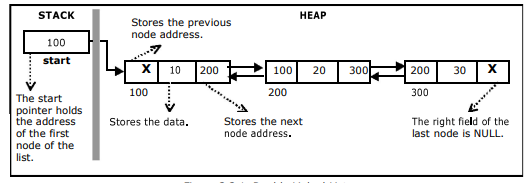 STACK
HEAP
100
start
Stores the previous
node address.
X 10 200
100 20 300
200 30 X
100
200
300
The start
pointer holds
the address
of the first
node of the
list.
Stores the data.
Stores the next
node address.
The right field of the
last node is NULL.